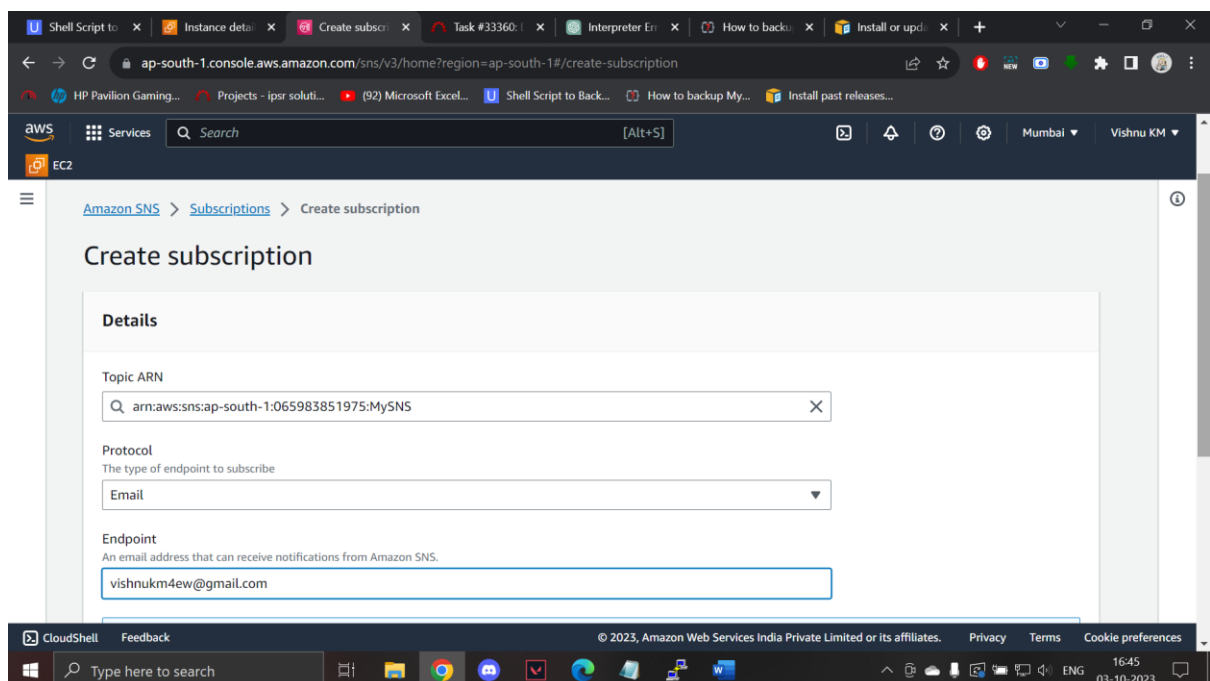 Shell Script to
Instance detail
Create subscri
Task #33360: [
Interpreter Err
How to backup
Install or upda
ap-south-1.console.aws.amazon.com/sns/v3/home?region=ap-south-1#/create-subscription
NEW
HP Pavilion Gaming...
Projects - ipsr soluti...
(92) Microsoft Excel...
Shell Script to Back...
How to backup My...
Install past releases...
aws
Services
Search
[Alt+S]
Mumbai
Vishnu KM
EC2
Amazon SNS > Subscriptions > Create subscription
Create subscription
Details
Topic ARN
arn:aws:sns:ap-south-1:065983851975:MySNS
Protocol
The type of endpoint to subscribe
Email
Endpoint
An email address that can receive notifications from Amazon SNS.
vishnukm4ew@gmail.com
CloudShell
Feedback
© 2023, Amazon Web Services India Private Limited or its affiliates.
Privacy
Terms
Cookie preferences
Type here to search
ENG
16:45
03-10-2023